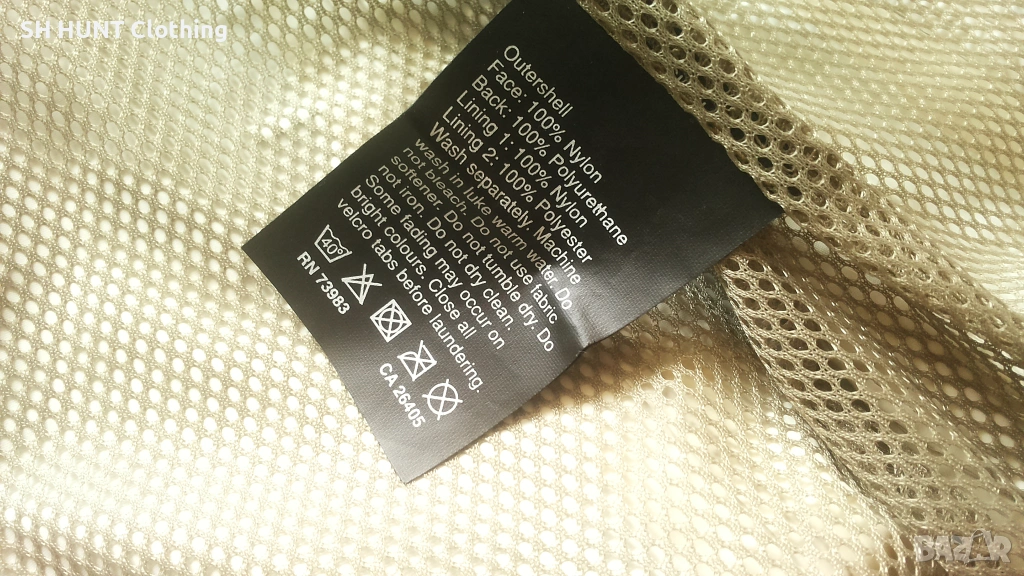 SH HUNT Clothing
Outershell
Face: 100% Nylon
Back: 100% Polyurethane
Lining 1: 100% Nylon
Lining 2: 100% Polyester
Wash separately. Machine
wash in luke warm water. Do
not bleach. Do not use fabric
softener. Do not tumble dry. Do
not iron. Do not dry clean.
Some fading may occur on
bright colours. Close all
velcro tabs before laundering.
40
RN 73983
CA 26405
BAZAR